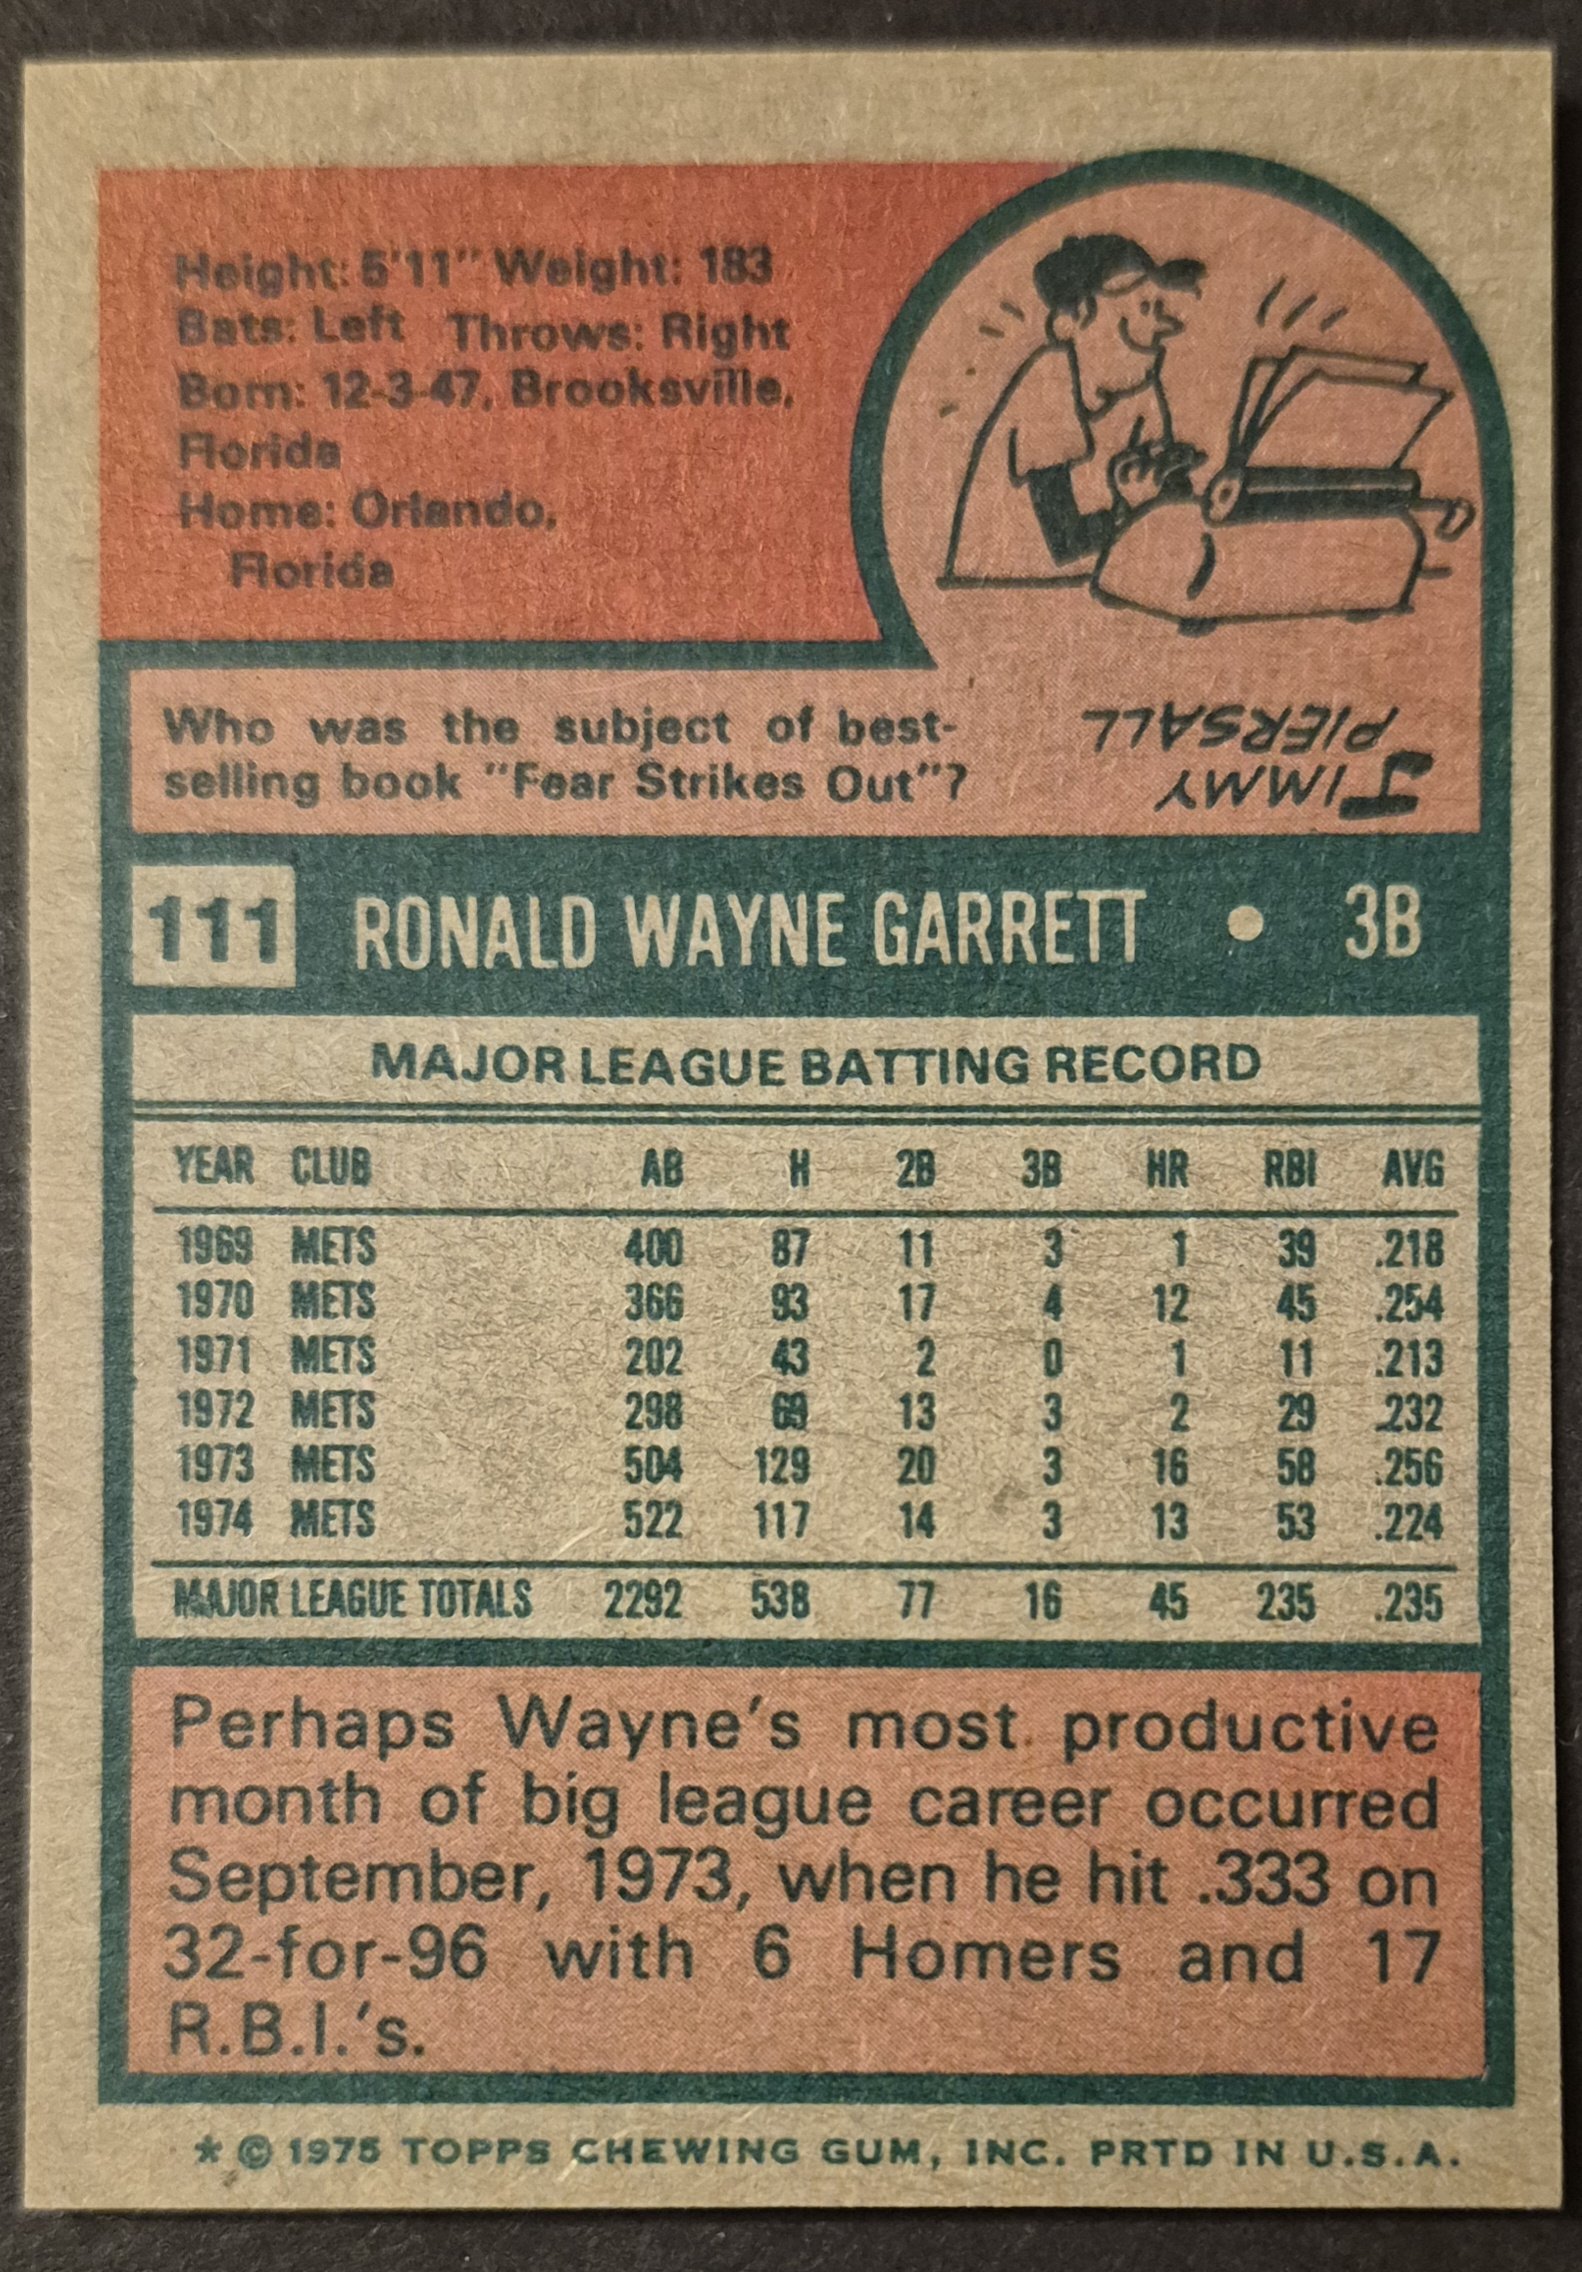 Height: 5'11" Weight: 183
Bats: Left Throws: Right
Born: 12-3-47, Brooksville,
Florida
Home: Orlando,
Florida
Who was the subject of best-
selling book "Fear Strikes Out"?
JIMMY
PIERSALL
111 RONALD WAYNE GARRETT • 3B
MAJOR LEAGUE BATTING RECORD
YEAR CLUB AB H 2B 3B HR RBI AVG
1969 METS 400 87 11 3 1 39 .218
1970 METS 366 93 17 4 12 45 .254
1971 METS 202 43 2 0 1 11 .213
1972 METS 298 69 13 3 2 29 .232
1973 METS 504 129 20 3 16 58 .256
1974 METS 522 117 14 3 13 53 .224
MAJOR LEAGUE TOTALS 2292 538 77 16 45 235 .235
Perhaps Wayne's most productive
month of big league career occurred
September, 1973, when he hit .333 on
32-for-96 with 6 Homers and 17
R.B.I.'s.
* © 1975 TOPPS CHEWING GUM, INC. PRTD IN U.S.A.